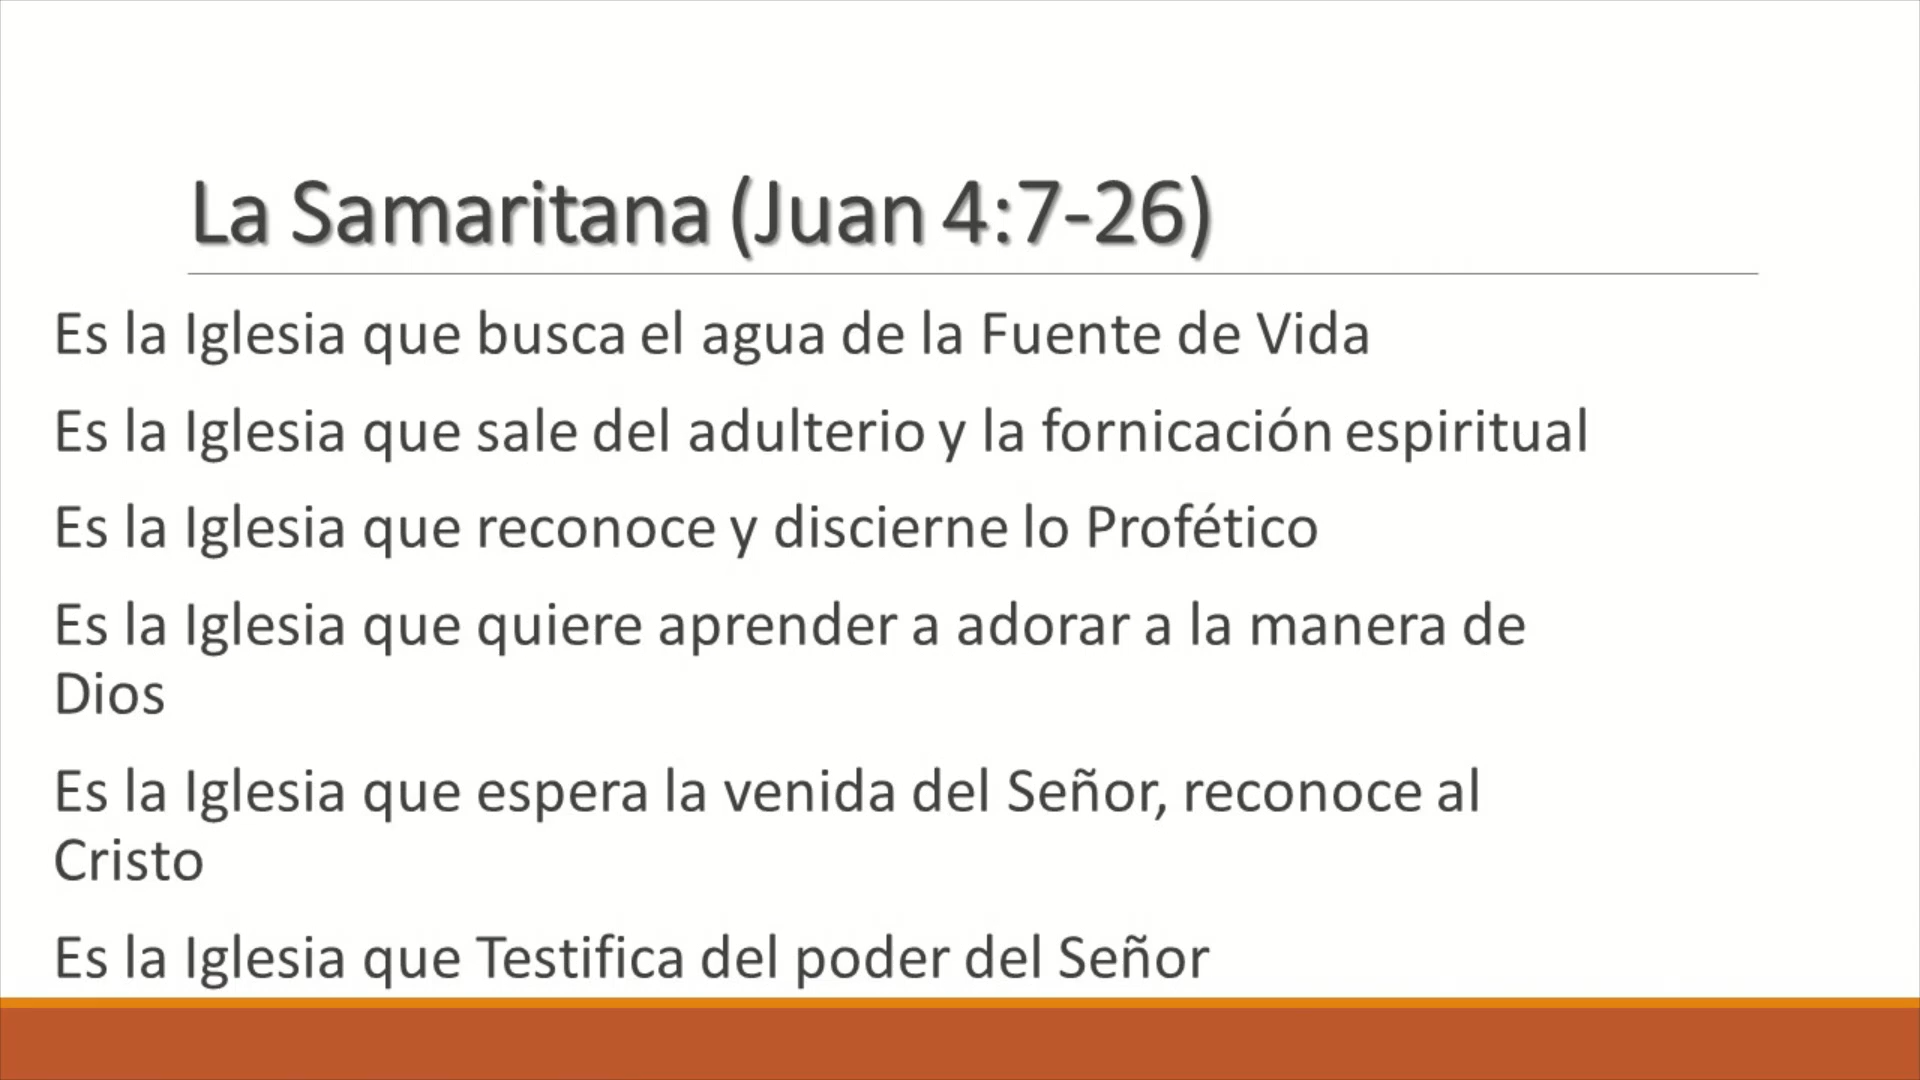 La Samaritana (Juan 4:7-26)
Es la Iglesia que busca el agua de la Fuente de Vida
Es la Iglesia que sale del adulterio y la fornicación espiritual
Es la Iglesia que reconoce y discierne lo Profético
Es la Iglesia que quiere aprender a adorar a la manera de
Dios
Es la Iglesia que espera la venida del Señor, reconoce al
Cristo
Es la Iglesia que Testifica del poder del Señor